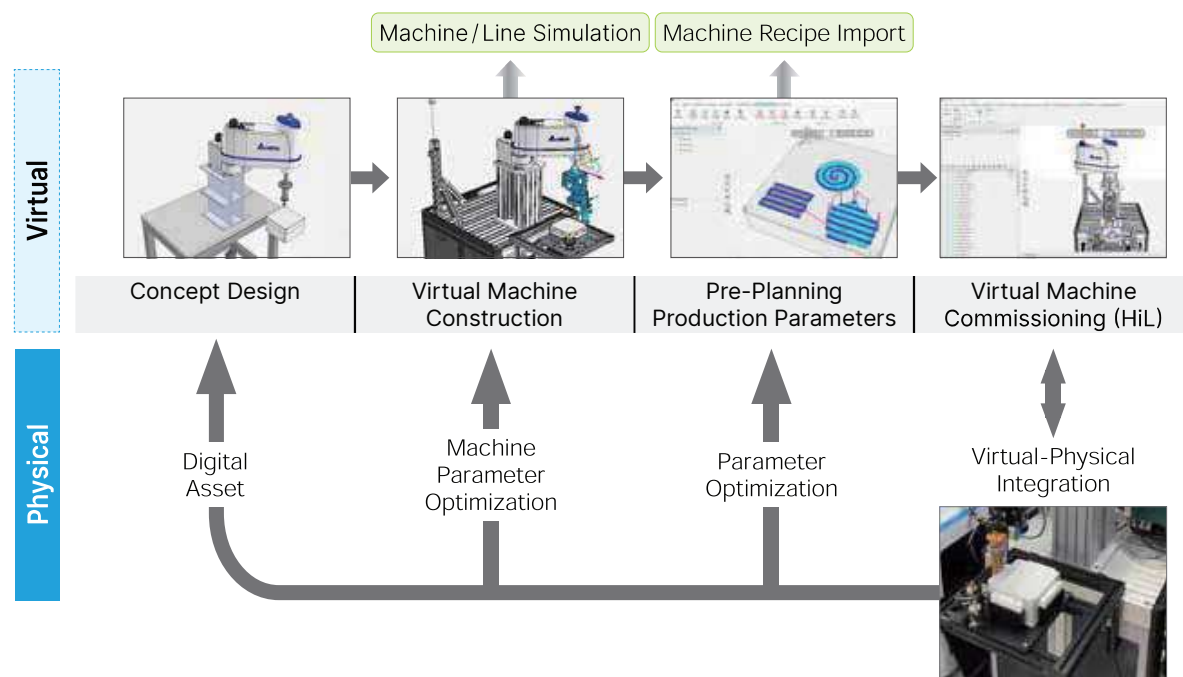 Machine / Line Simulation
Machine Recipe Import
Virtual
Concept Design
Virtual Machine
Construction
Pre-Planning
Production Parameters
Virtual Machine
Commissioning (HiL)
Physical
Digital
Asset
Machine
Parameter
Optimization
Parameter
Optimization
Virtual-Physical
Integration